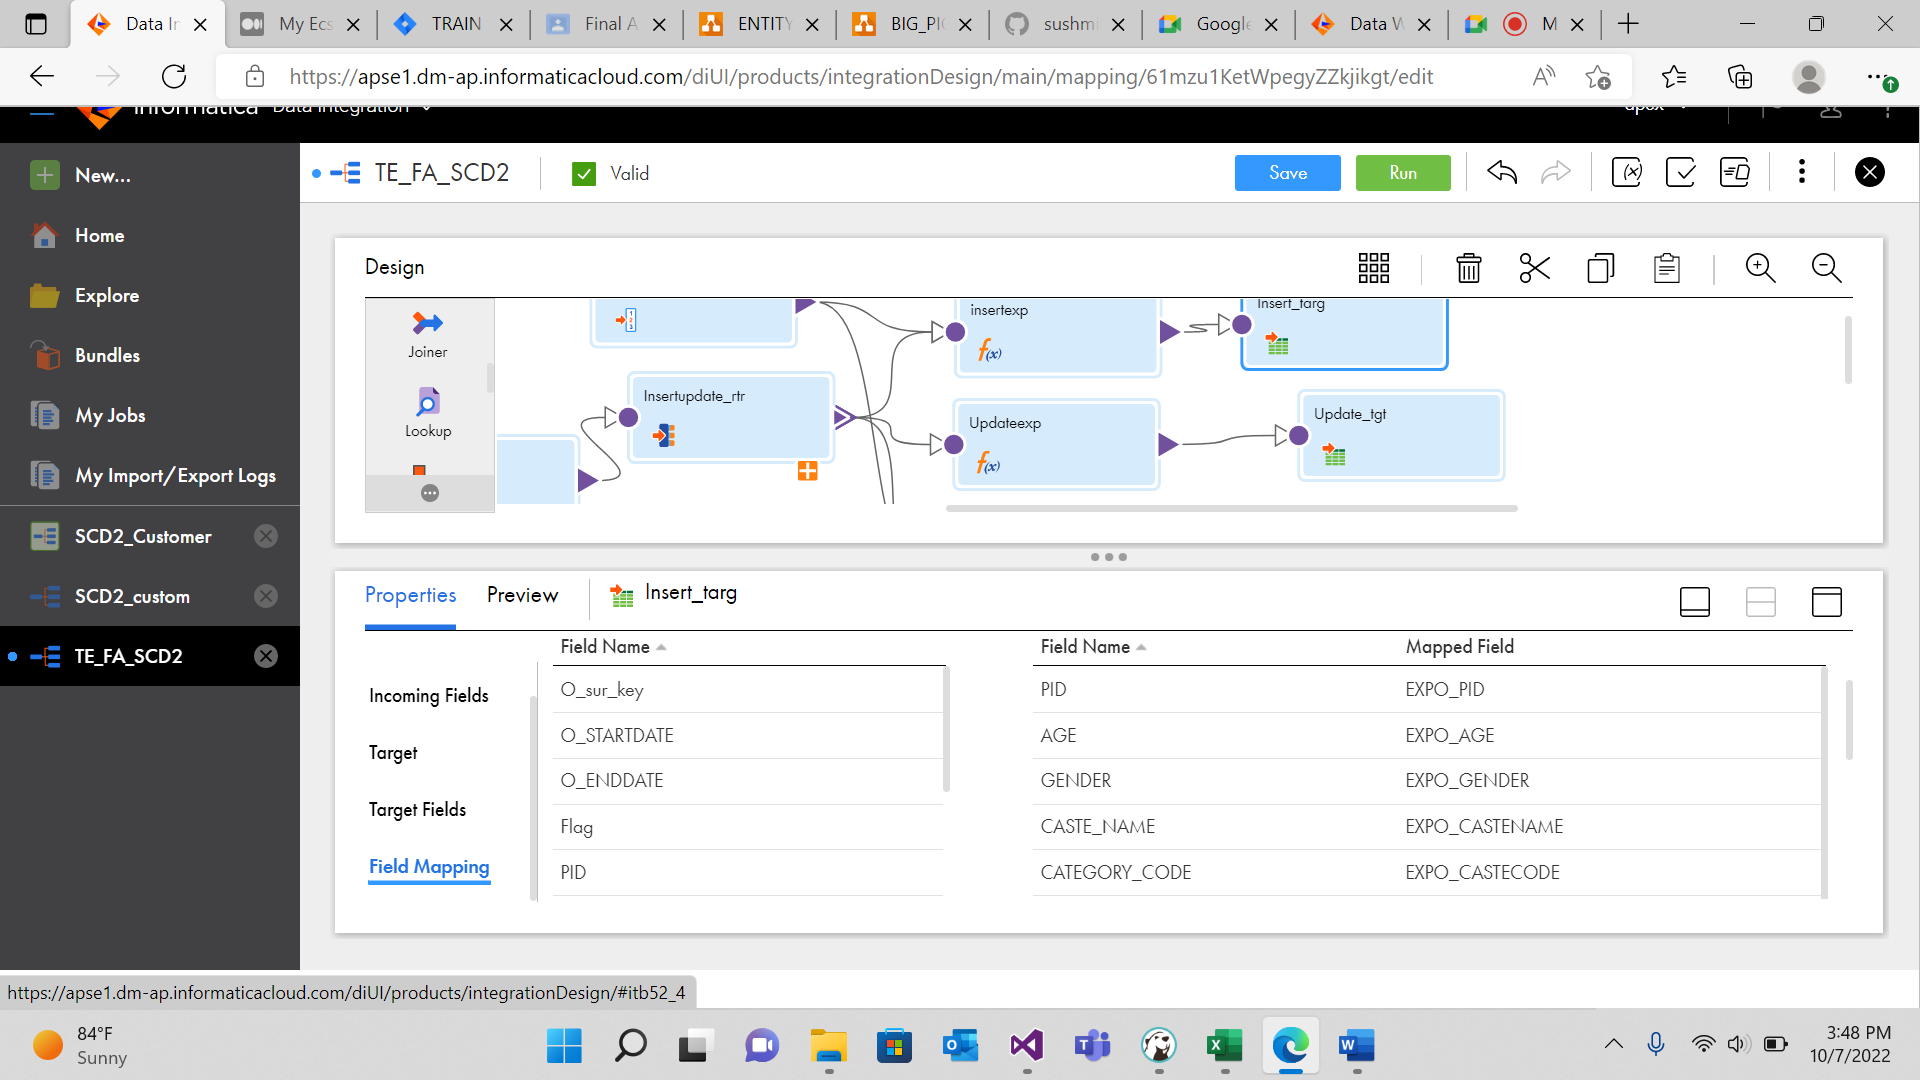 Data In
My Ecs
TRAIN
Final A
ENTITY
BIG_PIC
sushmi
Google
Data W
M
https://apse1.dm-ap.informaticacloud.com/diUI/products/integrationDesign/main/mapping/61mzu1KetWpegyZZkjikgt/edit
Informatica Data Integration
apex
New...
Home
Explore
Bundles
My Jobs
My Import/Export Logs
SCD2_Customer
SCD2_custom
TE_FA_SCD2
TE_FA_SCD2
Valid
Save
Run
Design
Joiner
Lookup
Insertupdate_rtr
insertexp
f(x)
Insert_targ
Updateexp
f(x)
Update_tgt
Properties
Preview
Insert_targ
Incoming Fields
Target
Target Fields
Field Mapping
Field Name
O_sur_key
O_STARTDATE
O_ENDDATE
Flag
PID
Field Name Mapped Field
PID EXPO_PID
AGE EXPO_AGE
GENDER EXPO_GENDER
CASTE_NAME EXPO_CASTENAME
CATEGORY_CODE EXPO_CASTECODE
https://apse1.dm-ap.informaticacloud.com/diUI/products/integrationDesign/#itb52_4
84°F
Sunny
3:48 PM
10/7/2022